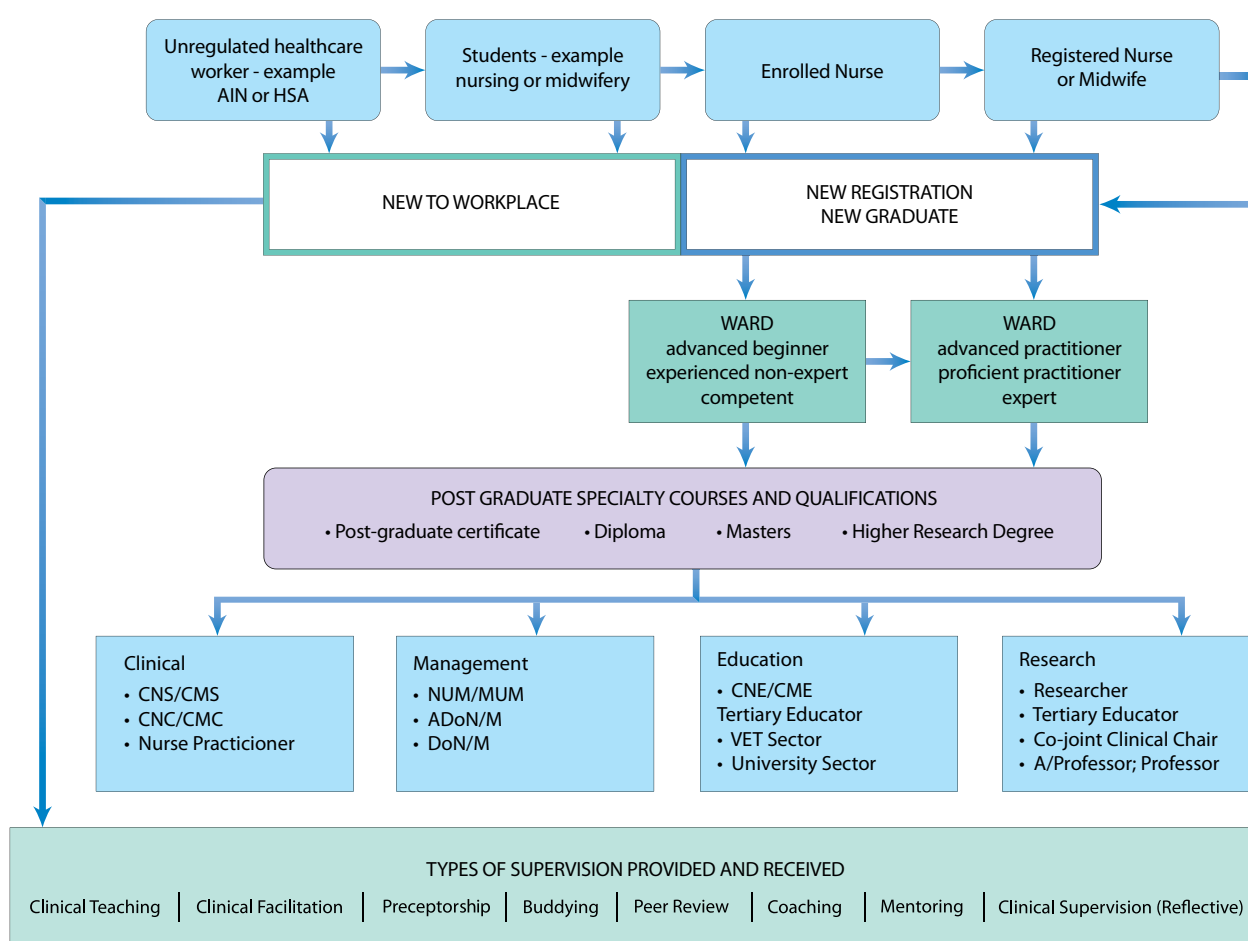 Unregulated healthcare
worker - example
AIN or HSA
Students - example
nursing or midwifery
Enrolled Nurse
Registered Nurse
or Midwife
NEW TO WORKPLACE
NEW REGISTRATION
NEW GRADUATE
WARD
advanced beginner
experienced non-expert
competent
WARD
advanced practitioner
proficient practitioner
expert
POST GRADUATE SPECIALTY COURSES AND QUALIFICATIONS
• Post-graduate certificate • Diploma • Masters • Higher Research Degree
Clinical
• CNS/CMS
• CNC/CMC
• Nurse Practicioner
Management
• NUM/MUM
• ADoN/M
• DoN/M
Education
• CNE/CME
Tertiary Educator
• VET Sector
• University Sector
Research
• Researcher
• Tertiary Educator
• Co-joint Clinical Chair
• A/Professor; Professor
TYPES OF SUPERVISION PROVIDED AND RECEIVED
Clinical Teaching | Clinical Facilitation | Preceptorship | Buddying | Peer Review | Coaching | Mentoring | Clinical Supervision (Reflective)